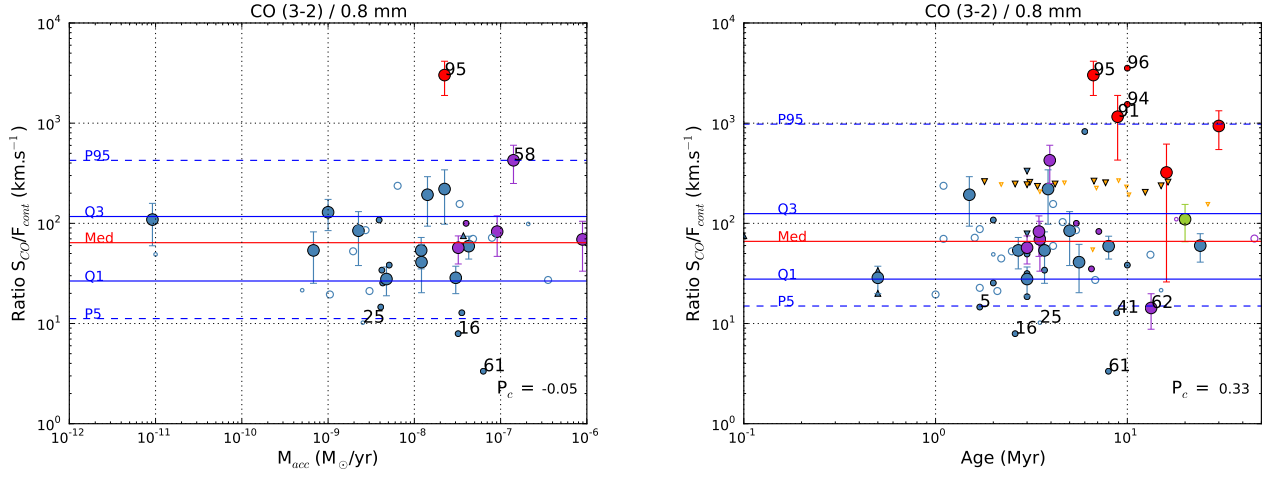 CO (3-2) / 0.8 mm
10^4
10^3
10^2
10^1
10^0
Ratio S_CO/F_cont (km.s^−1)
P95
Q3
Med
Q1
P5
95
58
25
16
61
P_c = -0.05
10^-12
10^-11
10^-10
10^-9
10^-8
10^-7
10^-6
M_acc (M_⊙/yr)
CO (3-2) / 0.8 mm
10^4
10^3
10^2
10^1
10^0
Ratio S_CO/F_cont (km.s^−1)
P95
Q3
Med
Q1
P5
95
96
94
91
5
16
25
41
62
61
P_c = 0.33
10^-1
10^0
10^1
Age (Myr)